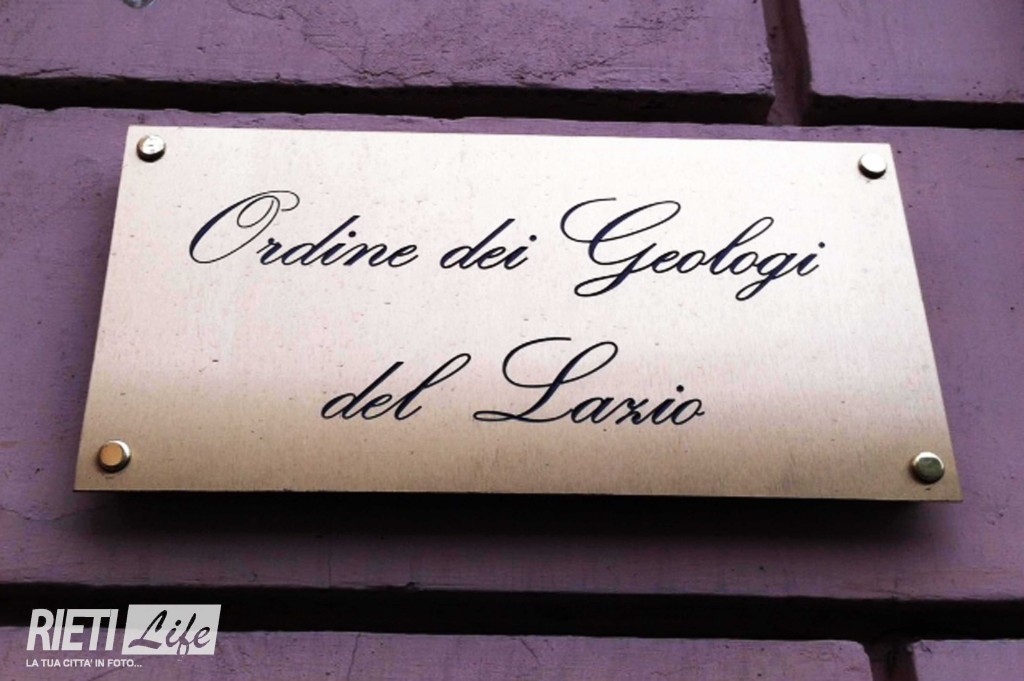 Ordine dei Geologi
del Lazio
RIETI Life
LA TUA CITTA' IN FOTO...